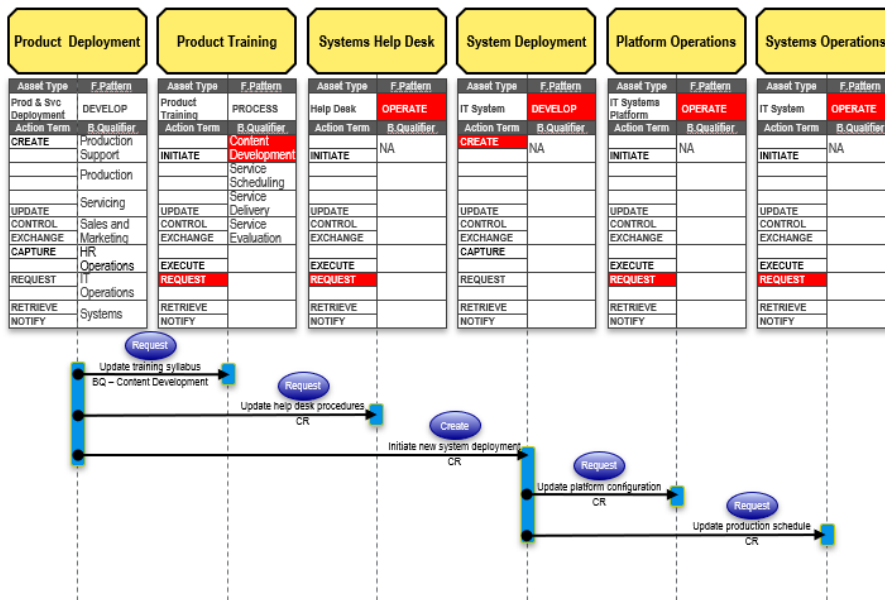 Product Deployment
Product Training
Systems Help Desk
System Deployment
Platform Operations
Systems Operations
Asset Type F.Pattern
Prod & Svc
Deployment DEVELOP
Action Term B.Qualifier
CREATE Production
Support
Production
Servicing
UPDATE
CONTROL Sales and
EXCHANGE Marketing
CAPTURE HR
Operations
REQUEST IT
Operations
RETRIEVE Systems
NOTIFY
Asset Type F.Pattern
Product
Training PROCESS
Action Term B.Qualifier
Content
INITIATE Development
Service
Scheduling
Service
UPDATE Delivery
CONTROL Service
EXCHANGE Evaluation
EXECUTE
REQUEST
RETRIEVE
NOTIFY
Asset Type F.Pattern
Help Desk OPERATE
Action Term B.Qualifier
NA
INITIATE
UPDATE
CONTROL
EXCHANGE
EXECUTE
REQUEST
RETRIEVE
NOTIFY
Asset Type F.Pattern
IT System DEVELOP
Action Term B.Qualifier
CREATE NA
UPDATE
CONTROL
EXCHANGE
CAPTURE
REQUEST
RETRIEVE
NOTIFY
Asset Type F.Pattern
IT Systems
Platform OPERATE
Action Term B.Qualifier
NA
INITIATE
UPDATE
CONTROL
EXCHANGE
EXECUTE
REQUEST
RETRIEVE
NOTIFY
Asset Type F.Pattern
IT System OPERATE
Action Term B.Qualifier
NA
INITIATE
UPDATE
CONTROL
EXCHANGE
EXECUTE
REQUEST
RETRIEVE
NOTIFY
Request
Update training syllabus
BQ – Content Development
Request
Update help desk procedures
CR
Create
Initiate new system deployment
CR
Request
Update platform configuration
CR
Request
Update production schedule
CR